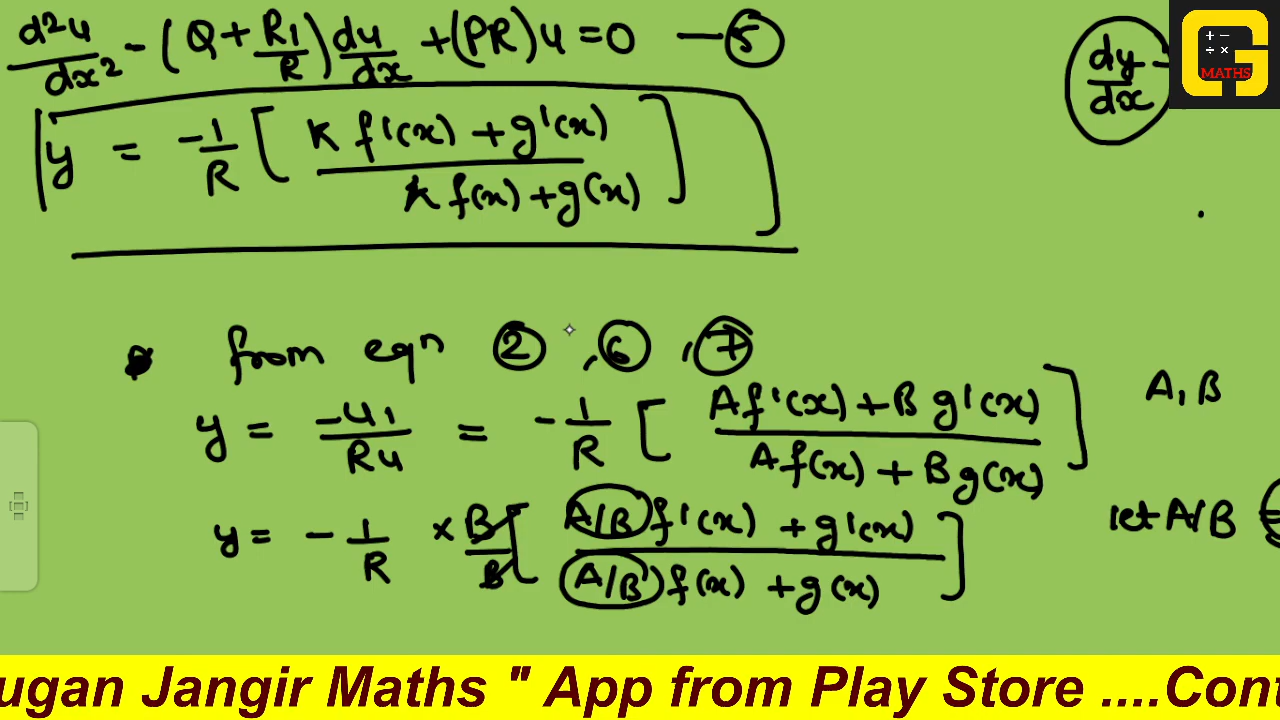 d²u/dx² - (Q + R1/R) du/dx + (PR)u = 0 — ⑤
dy/dx -
+ -
÷ ×
MATHS
y = -1/R [ k f'(x) + g'(x) / k f(x) + g(x) ]
from eqn ② , ⑥ , ⑦
y = -u1/Ru = -1/R [ A f'(x) + B g'(x) / A f(x) + B g(x) ] A, B
y = -1/R × B/B [ (A/B) f'(x) + g'(x) / (A/B) f(x) + g(x) ] let A/B
ugan Jangir Maths " App from Play Store ....Con